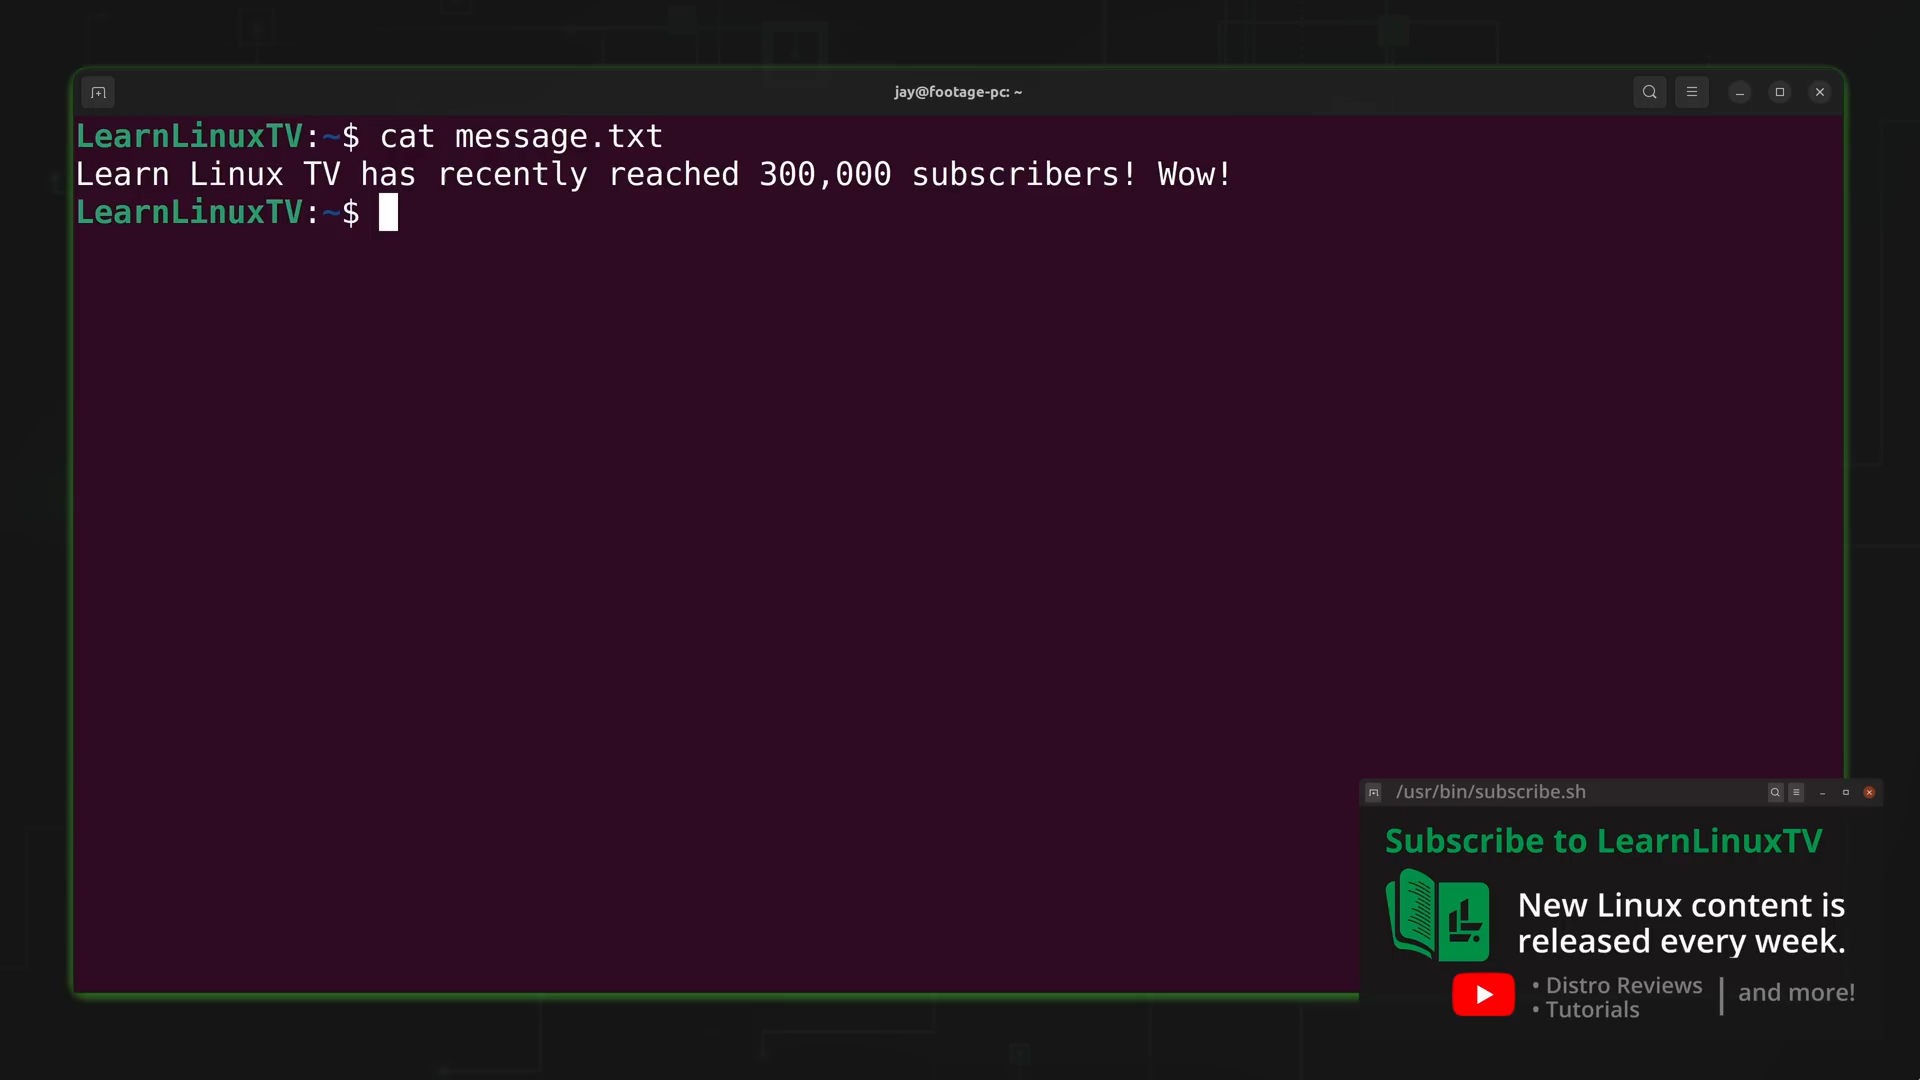 jay@footage-pc: ~
LearnLinuxTV:~$ cat message.txt
Learn Linux TV has recently reached 300,000 subscribers! Wow!
LearnLinuxTV:~$
/usr/bin/subscribe.sh
Subscribe to LearnLinuxTV
New Linux content is
released every week.
• Distro Reviews
• Tutorials
| and more!